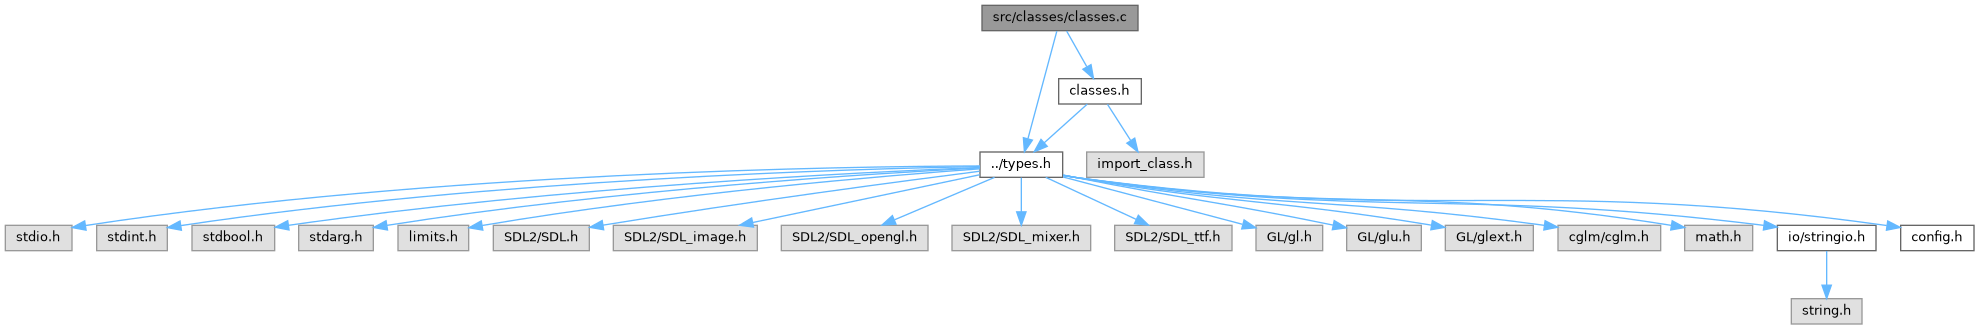 src/classes/classes.c
classes.h
../types.h
import_class.h
stdio.h
stdint.h
stdbool.h
stdarg.h
limits.h
SDL2/SDL.h
SDL2/SDL_image.h
SDL2/SDL_opengl.h
SDL2/SDL_mixer.h
SDL2/SDL_ttf.h
GL/gl.h
GL/glu.h
GL/glext.h
cglm/cglm.h
math.h
io/stringio.h
config.h
string.h